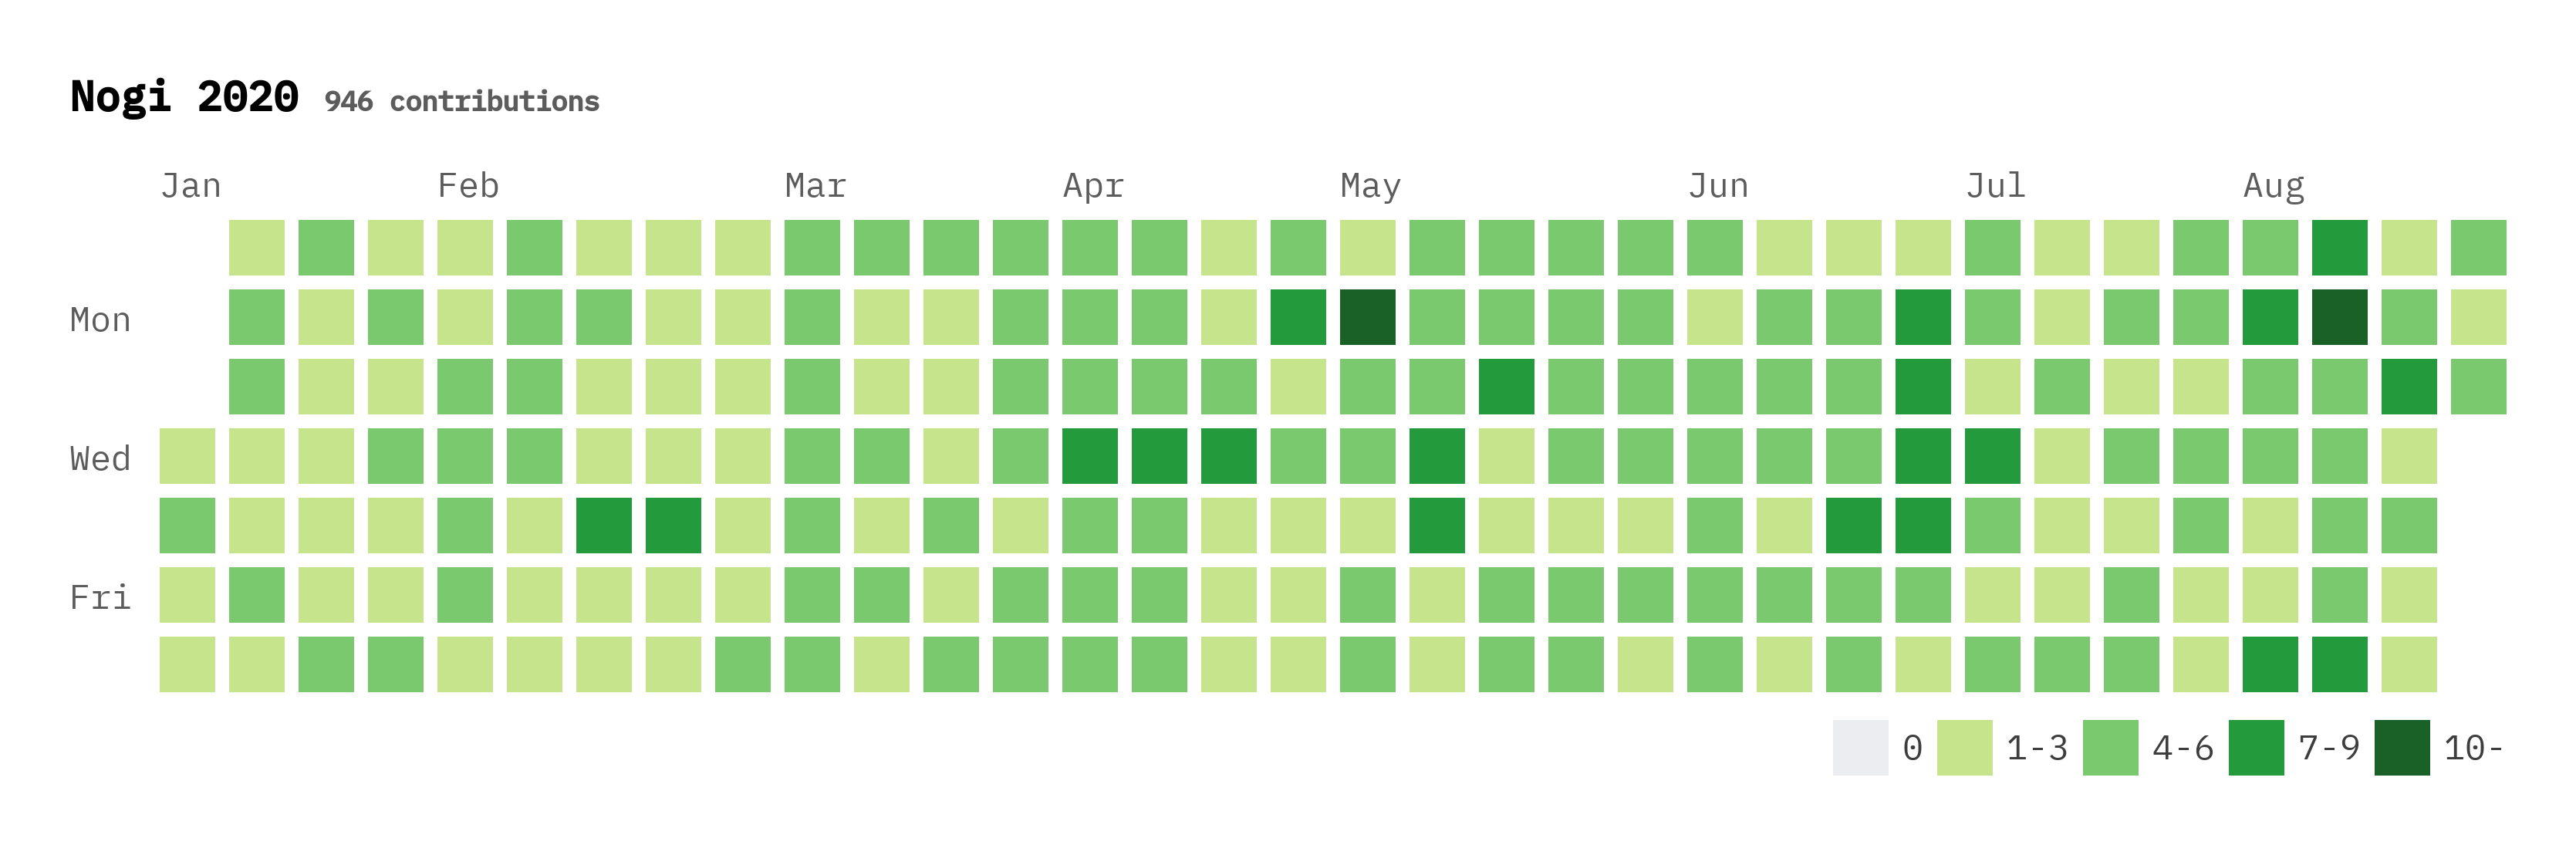 Nogi 2020 946 contributions
Jan Feb Mar Apr May Jun Jul Aug
Mon
Wed
Fri
0 1-3 4-6 7-9 10-